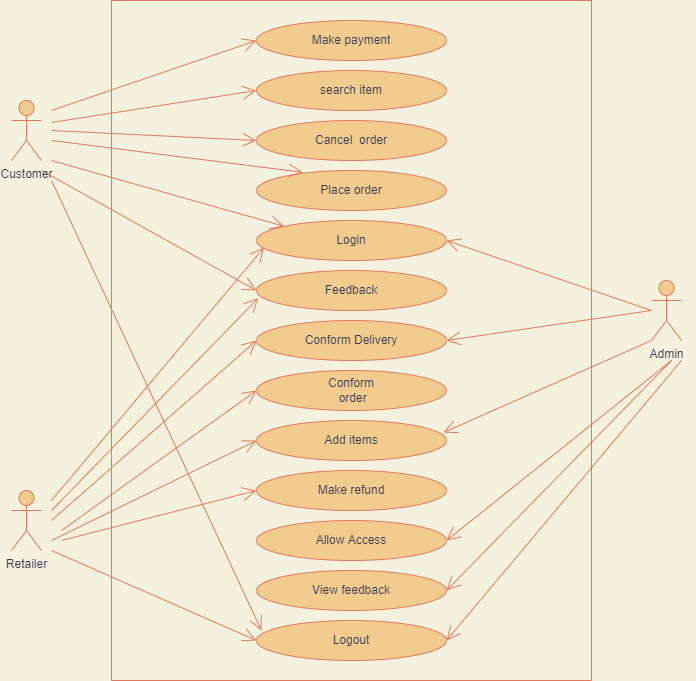 Make payment
search item
Cancel  order
Customer
Place order
Login
Feedback
Conform Delivery
Admin
Conform
order
Add items
Make refund
Allow Access
Retailer
View feedback
Logout